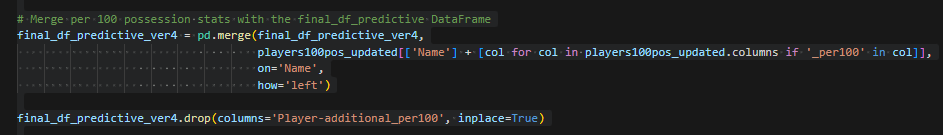 # Merge per 100 possession stats with the final_df_predictive DataFrame
final_df_predictive_ver4 = pd.merge(final_df_predictive_ver4,
players100pos_updated[['Name'] + [col for col in players100pos_updated.columns if '_per100' in col]],
on='Name',
how='left')
final_df_predictive_ver4.drop(columns='Player-additional_per100', inplace=True)